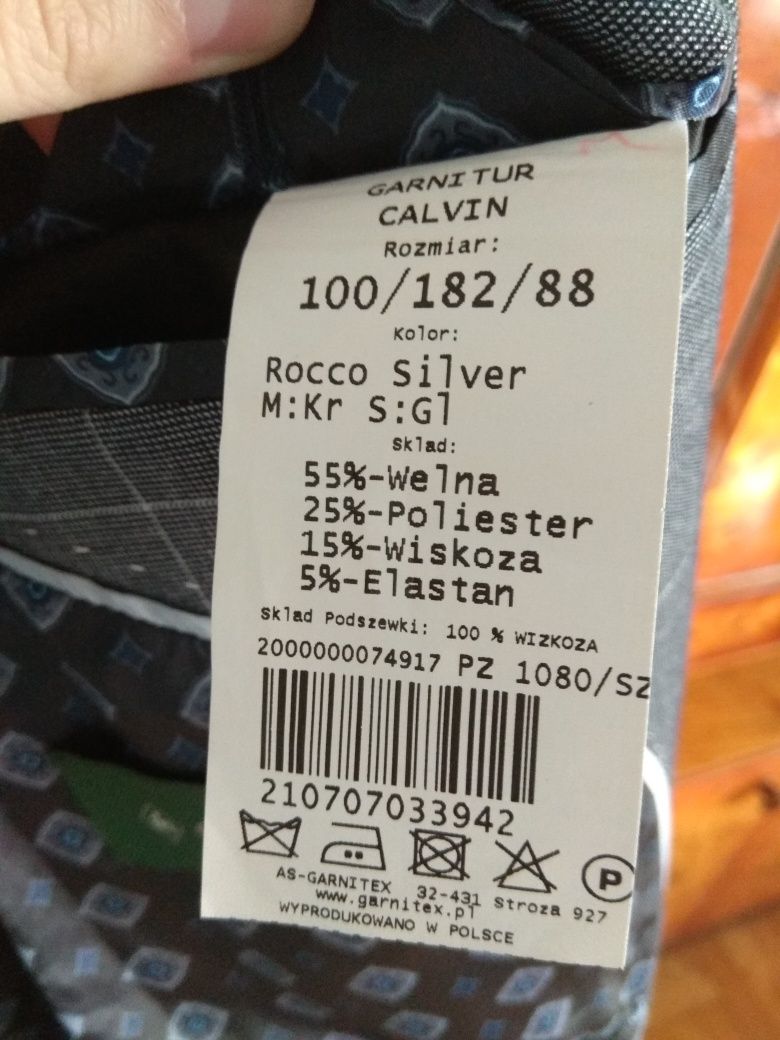 GARNITUR
CALVIN
Rozmiar:
100/182/88
Kolor:
Rocco Silver
M:Kr S:Gl
Sklad:
55%-Welna
25%-Poliester
15%-Wiskoza
5%-Elastan
Sklad Podszewki: 100 % WIZKOZA
2000000074917 PZ 1080/SZ
210707033942
P
AS-GARNITEX 32-431 Stroza 927
www.garnitex.pl
WYPRODUKOWANO W POLSCE